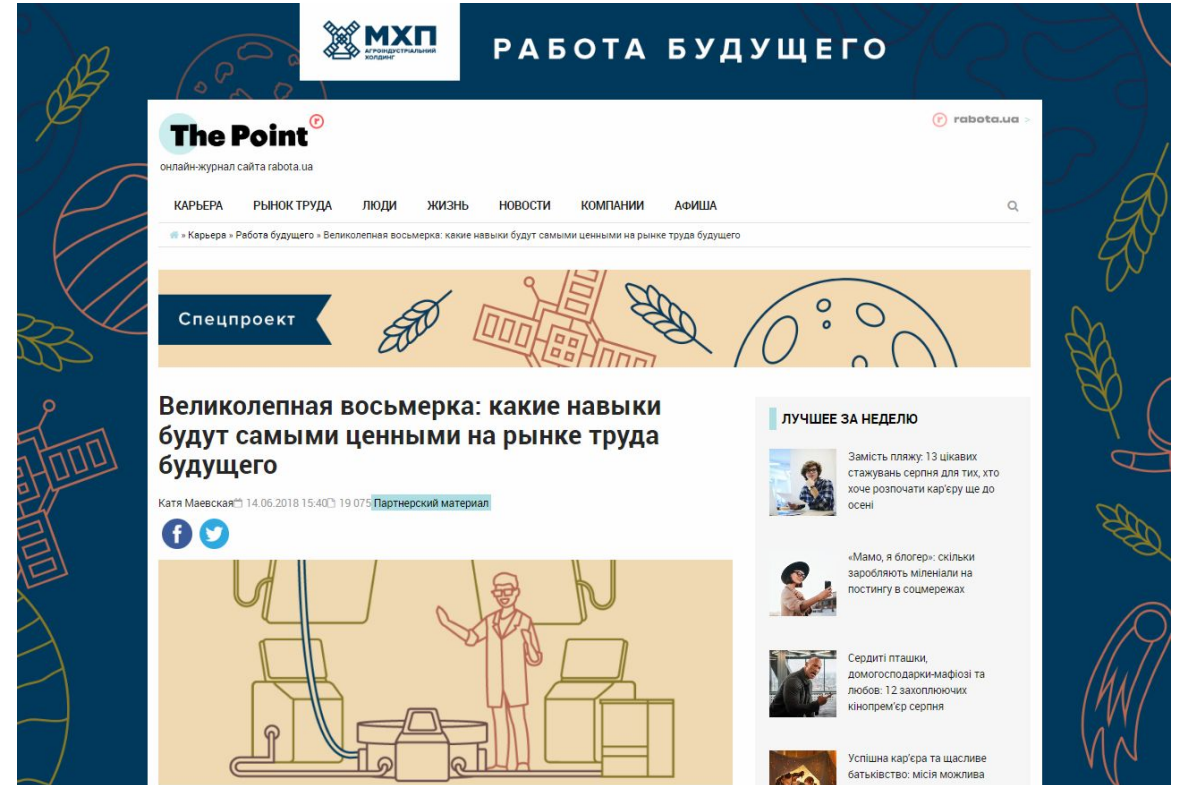 МХП
АГРОІНДУСТРІАЛЬНИЙ
ХОЛДИНГ
РАБОТА БУДУЩЕГО
The Point r
r rabota.ua >
онлайн-журнал сайта rabota.ua
КАРЬЕРА РЫНОК ТРУДА ЛЮДИ ЖИЗНЬ НОВОСТИ КОМПАНИИ АФИША
» Карьера » Работа будущего » Великолепная восьмерка: какие навыки будут самыми ценными на рынке труда будущего
Спецпроект
Великолепная восьмерка: какие навыки
будут самыми ценными на рынке труда
будущего
Катя Маевская 14.06.2018 15:40 19 075 Партнерский материал
ЛУЧШЕЕ ЗА НЕДЕЛЮ
Замість пляжу: 13 цікавих
стажувань серпня для тих, хто
хоче розпочати кар'єру ще до
осені
«Мамо, я блогер»: скільки
заробляють міленіали на
постингу в соцмережах
Сердиті пташки,
домогосподарки-мафіозі та
любов: 12 захоплюючих
кінопрем'єр серпня
Успішна кар'єра та щасливе
батьківство: місія можлива